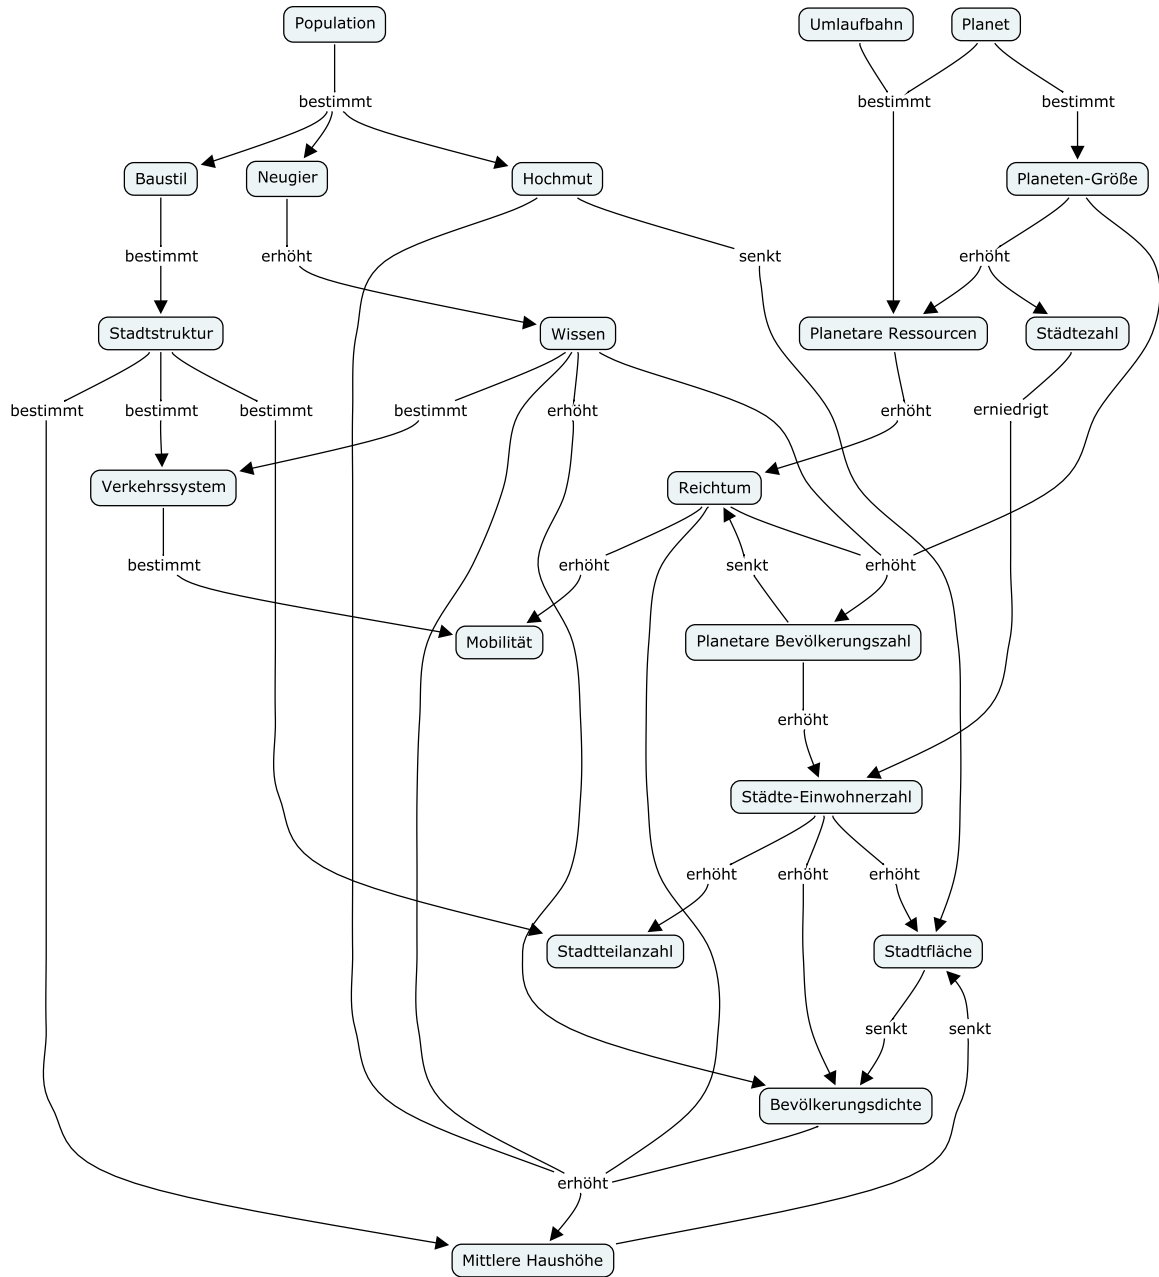 Population
Umlaufbahn
Planet
bestimmt
bestimmt
bestimmt
Baustil
Neugier
Hochmut
Planeten-Größe
bestimmt
erhöht
senkt
erhöht
Stadtstruktur
Wissen
Planetare Ressourcen
Städtezahl
bestimmt
bestimmt
bestimmt
bestimmt
erhöht
erhöht
erniedrigt
Verkehrssystem
Reichtum
bestimmt
erhöht
senkt
erhöht
Mobilität
Planetare Bevölkerungszahl
erhöht
Städte-Einwohnerzahl
erhöht
erhöht
erhöht
Stadtteilanzahl
Stadtfläche
senkt
senkt
Bevölkerungsdichte
erhöht
Mittlere Haushöhe